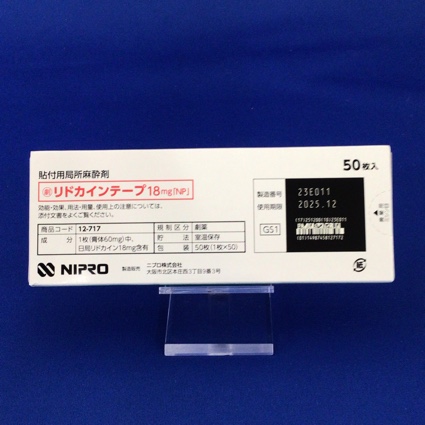 貼付用局所麻酔剤
50枚入
劇 リドカインテープ18mg「NP」
効能・効果、用法・用量、使用上の注意については、
添付文書をよくご覧ください。
製造番号 23E011
使用期限 2025.12
GS1
商品コード 12-717 規制区分 劇薬
成分 1枚(膏体60mg)中、 貯法 室温保存
日局リドカイン18mg含有 包装 50枚(1枚×50)
NIPRO
製造販売 ニプロ株式会社
大阪市北区本庄西3丁目9番3号
紙